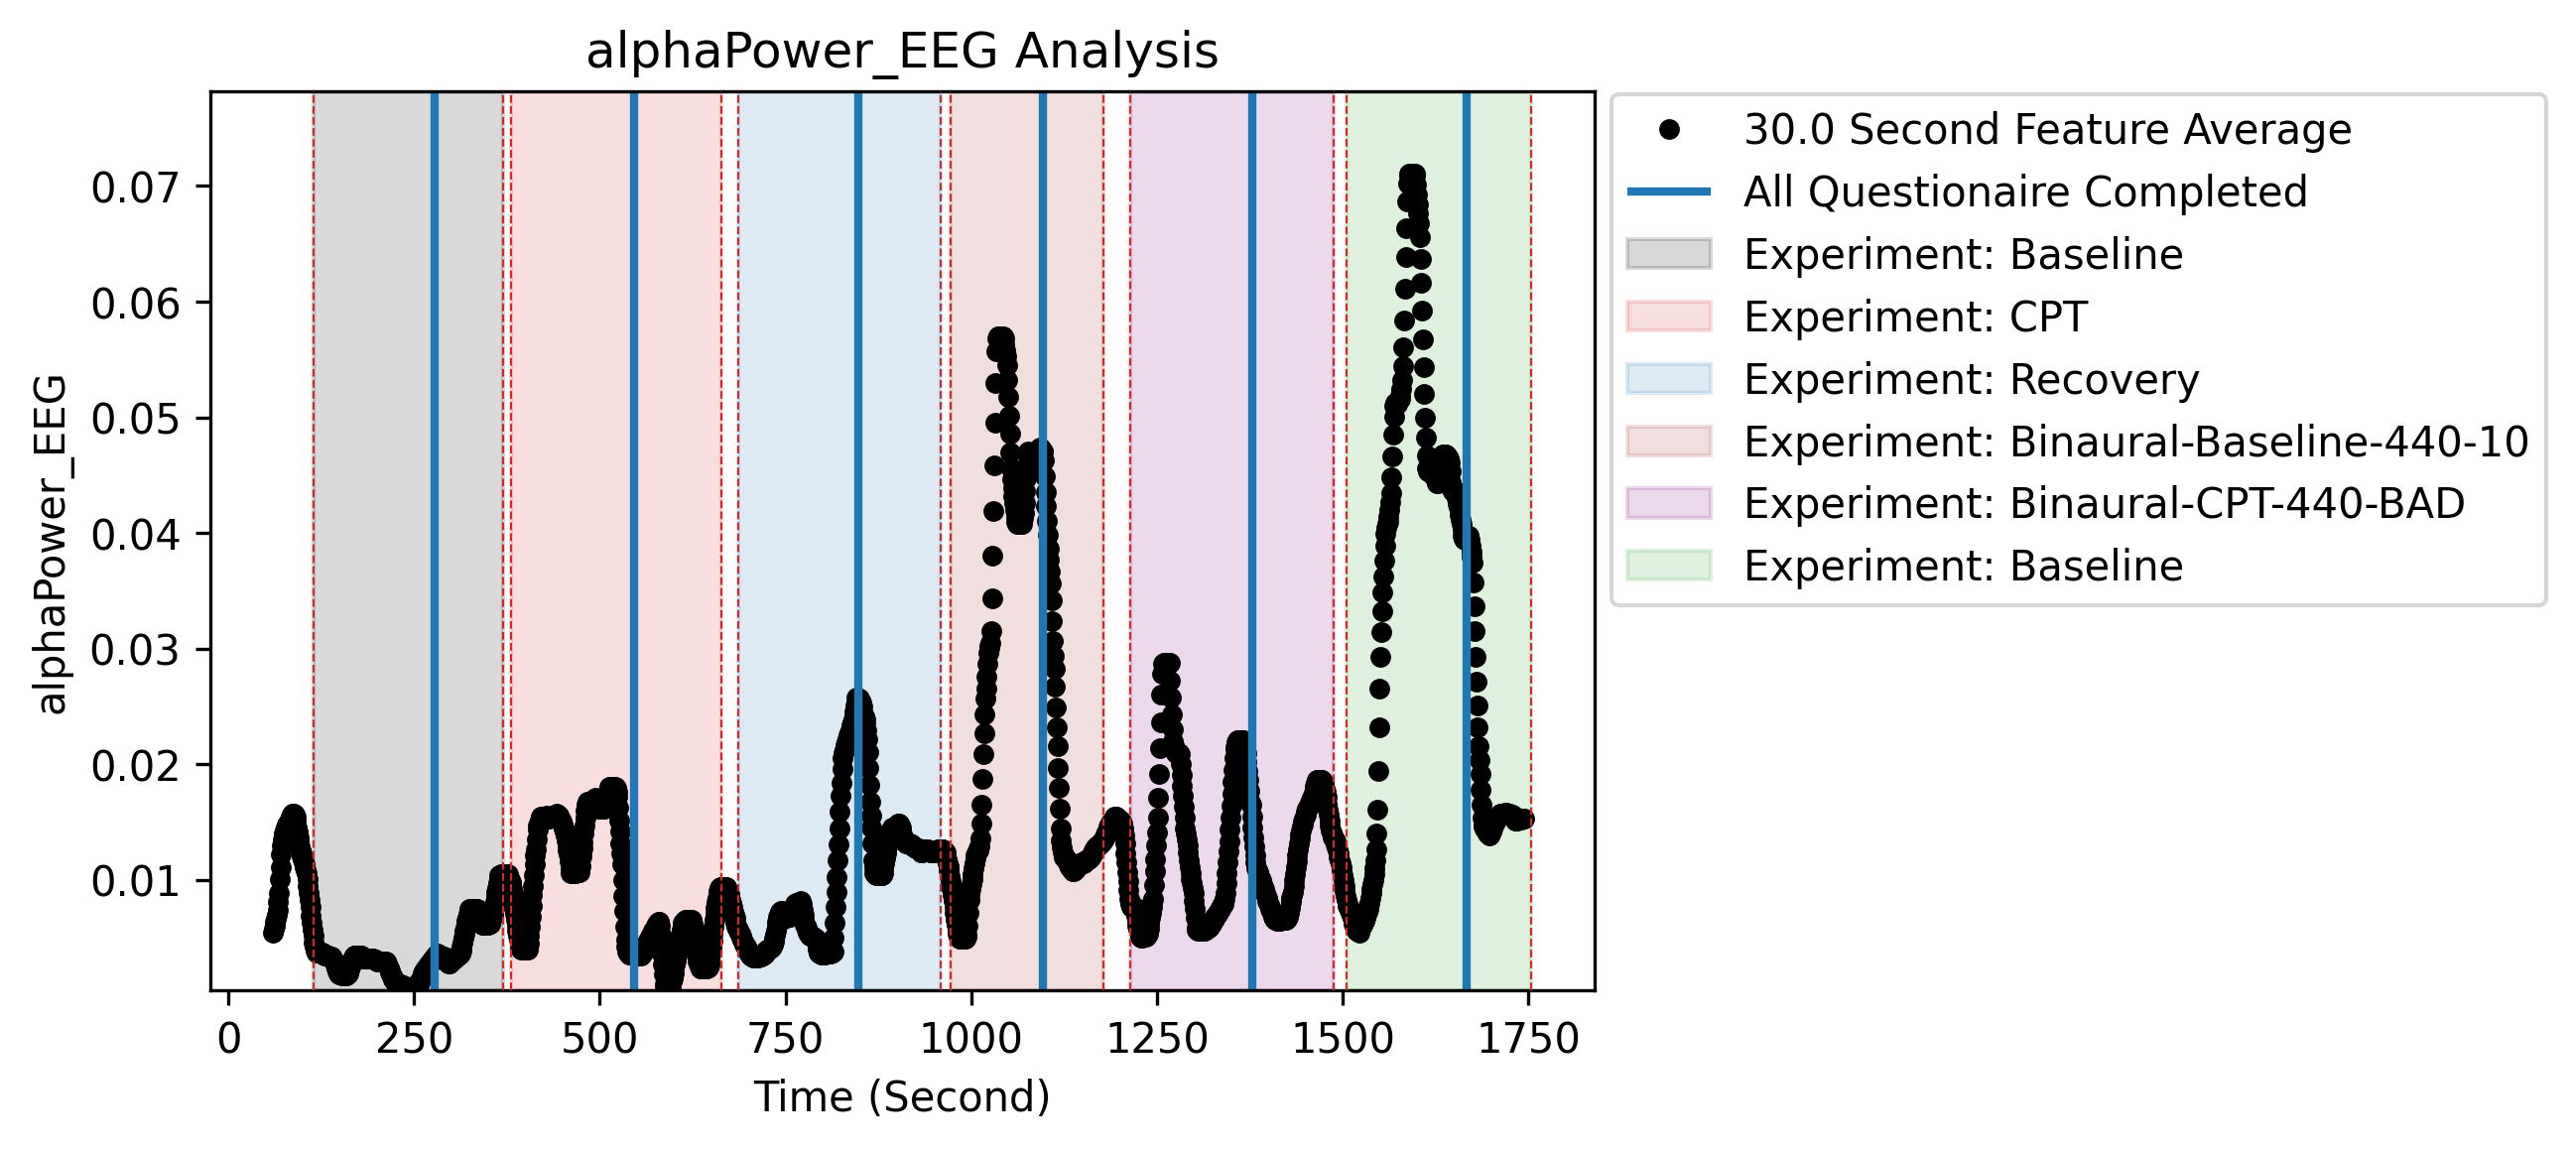 alphaPower_EEG Analysis
0.07
0.06
0.05
0.04
0.03
0.02
0.01
alphaPower_EEG
0 250 500 750 1000 1250 1500 1750
Time (Second)
30.0 Second Feature Average
All Questionaire Completed
Experiment: Baseline
Experiment: CPT
Experiment: Recovery
Experiment: Binaural-Baseline-440-10
Experiment: Binaural-CPT-440-BAD
Experiment: Baseline